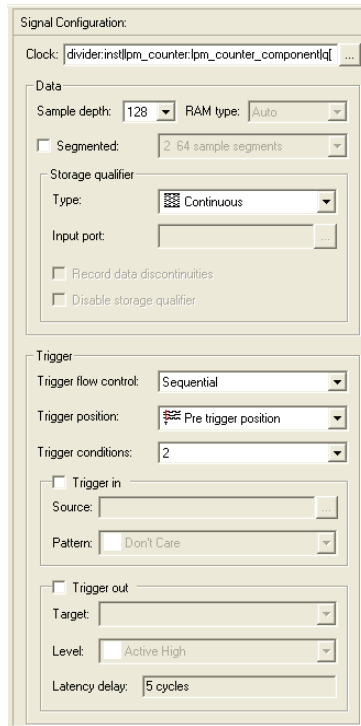 Signal Configuration:
Clock: divider:inst|lpm_counter:lpm_counter_component|q[ ...
Data
Sample depth: 128 RAM type: Auto
Segmented: 2 64 sample segments
Storage qualifier
Type: Continuous
Input port: ...
Record data discontinuities
Disable storage qualifier
Trigger
Trigger flow control: Sequential
Trigger position: Pre trigger position
Trigger conditions: 2
Trigger in
Source: ...
Pattern: Don't Care
Trigger out
Target:
Level: Active High
Latency delay: 5 cycles